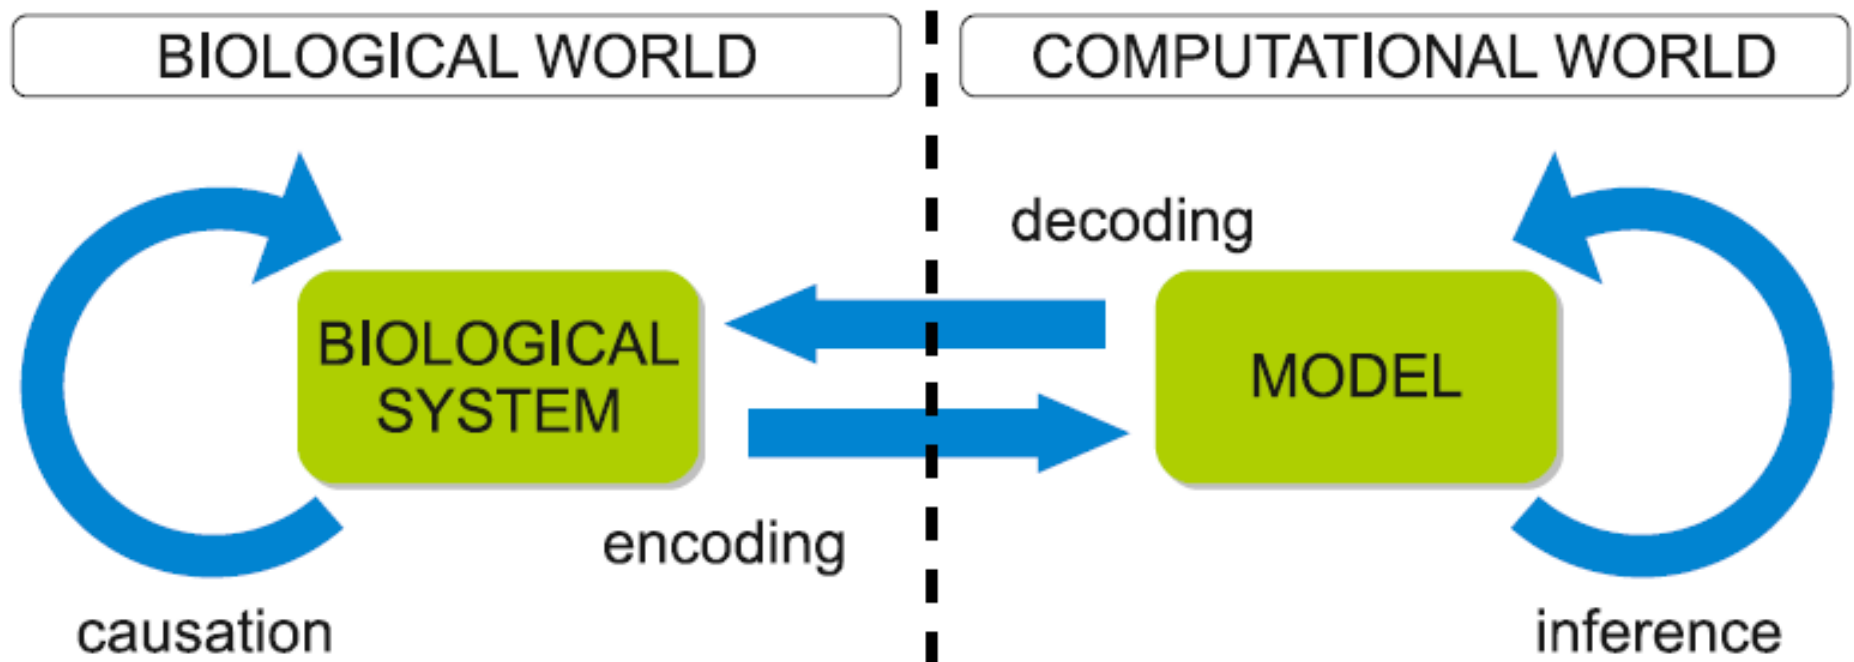 BIOLOGICAL WORLD
COMPUTATIONAL WORLD
decoding
BIOLOGICAL
SYSTEM
MODEL
encoding
causation
inference